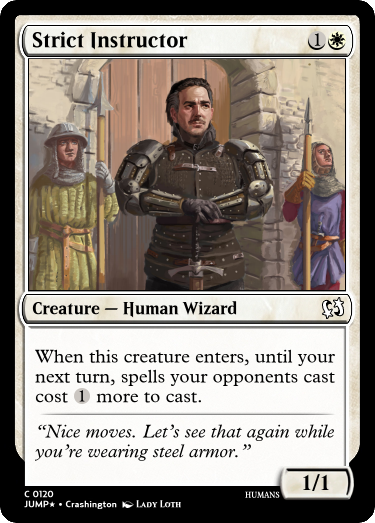 Strict Instructor 1
Creature — Human Wizard
When this creature enters, until your
next turn, spells your opponents cast
cost 1 more to cast.
“Nice moves. Let’s see that again while
you’re wearing steel armor.”
1/1
C 0120
JUMP★ • Crashington LADY LOTH
HUMANS